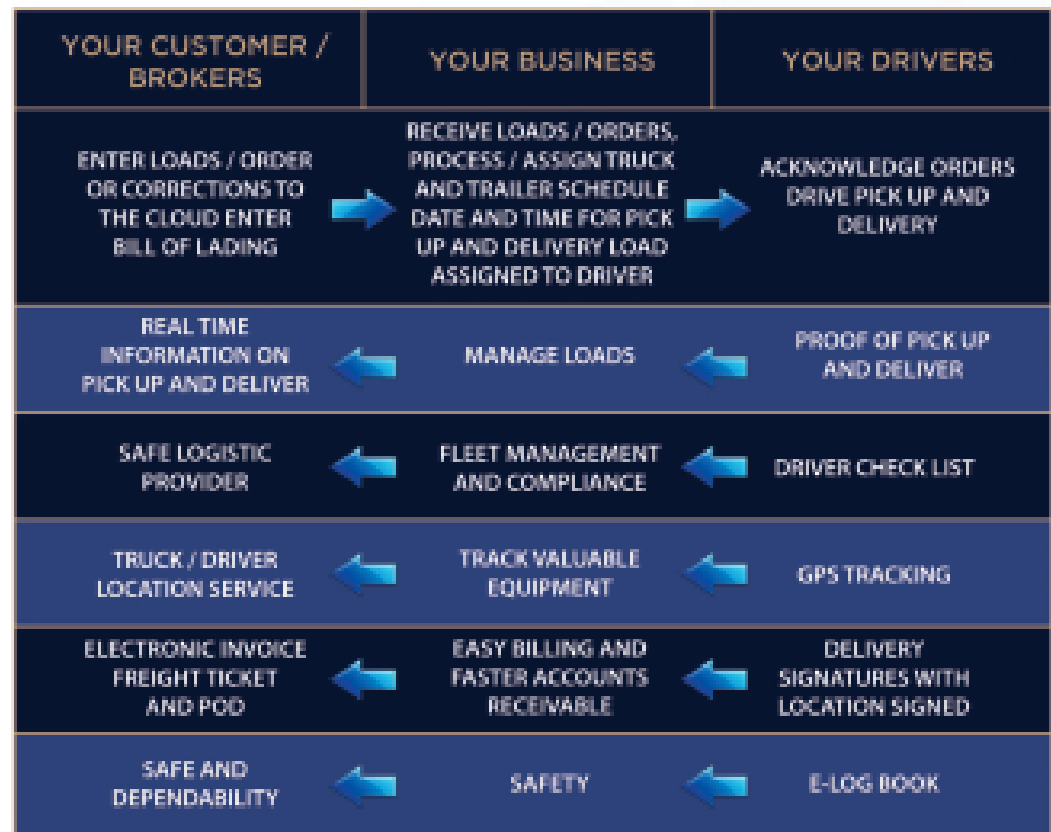 YOUR CUSTOMER /
BROKERS
YOUR BUSINESS
YOUR DRIVERS
ENTER LOADS / ORDER
OR CORRECTIONS TO
THE CLOUD ENTER
BILL OF LADING
RECEIVE LOADS / ORDERS,
PROCESS / ASSIGN TRUCK
AND TRAILER SCHEDULE
DATE AND TIME FOR PICK
UP AND DELIVERY LOAD
ASSIGNED TO DRIVER
ACKNOWLEDGE ORDERS
DRIVE PICK UP AND
DELIVERY
REAL TIME
INFORMATION ON
PICK UP AND DELIVER
MANAGE LOADS
PROOF OF PICK UP
AND DELIVER
SAFE LOGISTIC
PROVIDER
FLEET MANAGEMENT
AND COMPLIANCE
DRIVER CHECK LIST
TRUCK / DRIVER
LOCATION SERVICE
TRACK VALUABLE
EQUIPMENT
GPS TRACKING
ELECTRONIC INVOICE
FREIGHT TICKET
AND POD
EASY BILLING AND
FASTER ACCOUNTS
RECEIVABLE
DELIVERY
SIGNATURES WITH
LOCATION SIGNED
SAFE AND
DEPENDABILITY
SAFETY
E-LOG BOOK